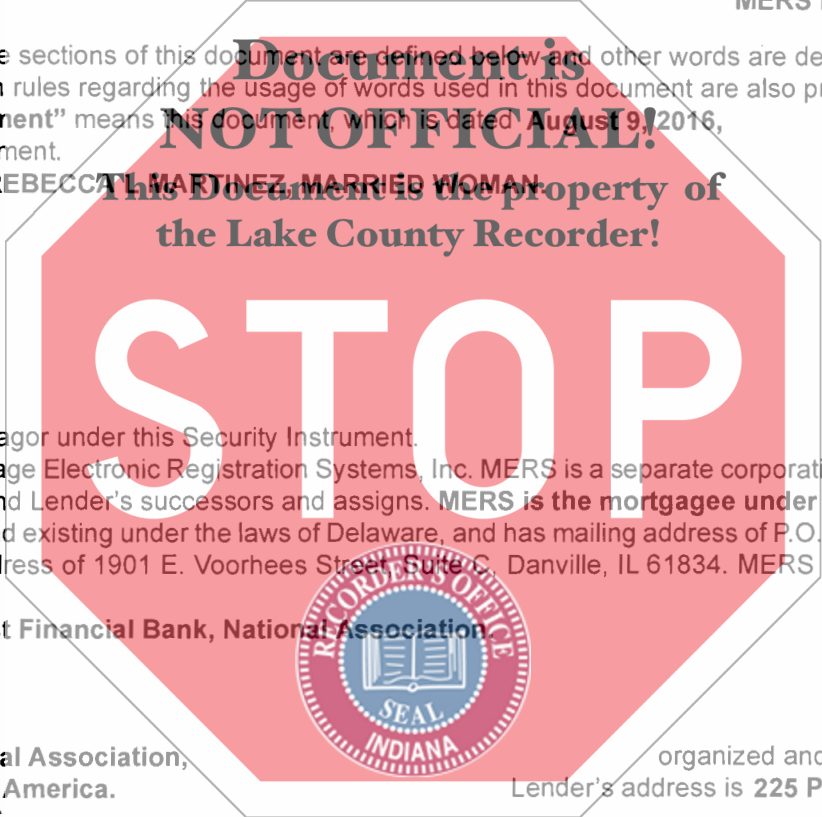 MERS
e sections of this document are defined below and other words are de
n rules regarding the usage of words used in this document are also p
ment” means this document, which is dated August 9, 2016,
ment.
REBECCA L MARTINEZ, MARRIED WOMAN.
Document is
NOT OFFICIAL!
This Document is the property of
the Lake County Recorder!
STOP
agor under this Security Instrument.
age Electronic Registration Systems, Inc. MERS is a separate corporati
nd Lender's successors and assigns. MERS is the mortgagee under
d existing under the laws of Delaware, and has mailing address of P.O.
ress of 1901 E. Voorhees Street, Suite C, Danville, IL 61834. MERS
t Financial Bank, National Association.
RECORDER'S OFFICE
SEAL
INDIANA
al Association,
organized and
America.
Lender's address is 225 P